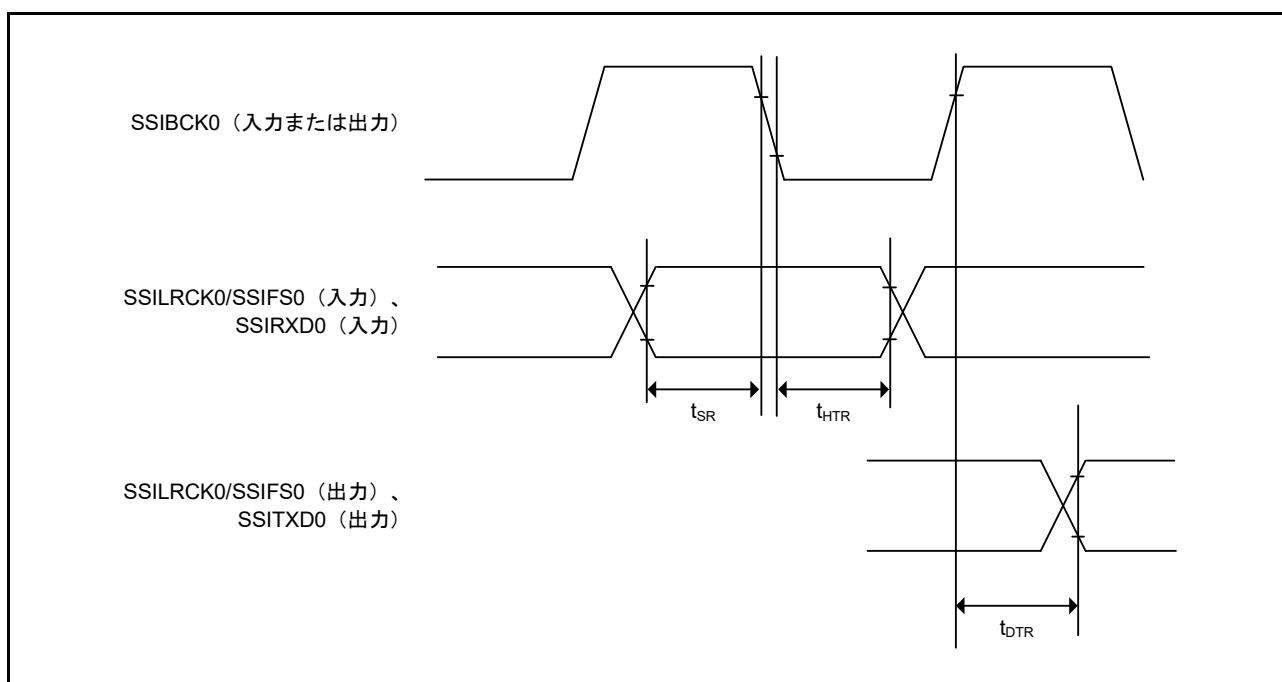 SSIBCK0（入力または出力）
SSILRCK0/SSIFS0（入力）、
SSIRXD0（入力）
tSR
tHTR
SSILRCK0/SSIFS0（出力）、
SSITXD0（出力）
tDTR